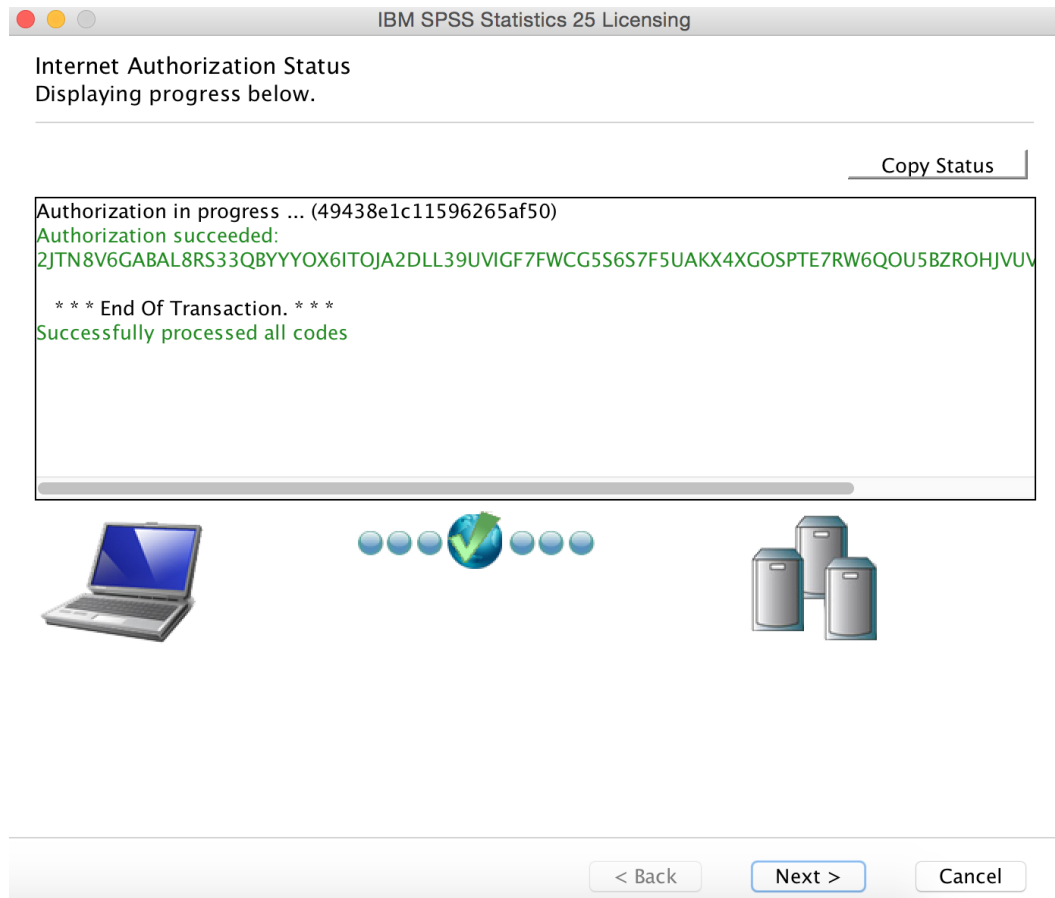 IBM SPSS Statistics 25 Licensing
Internet Authorization Status
Displaying progress below.
Copy Status
Authorization in progress ... (49438e1c11596265af50)
Authorization succeeded:
2JTN8V6GABAL8RS33QBYYYOX6ITOJA2DLL39UVIGF7FWCG5S6S7F5UAKX4XGOSPTE7RW6QOU5BZROHJVUV
* * * End Of Transaction. * * *
Successfully processed all codes
< Back
Next >
Cancel